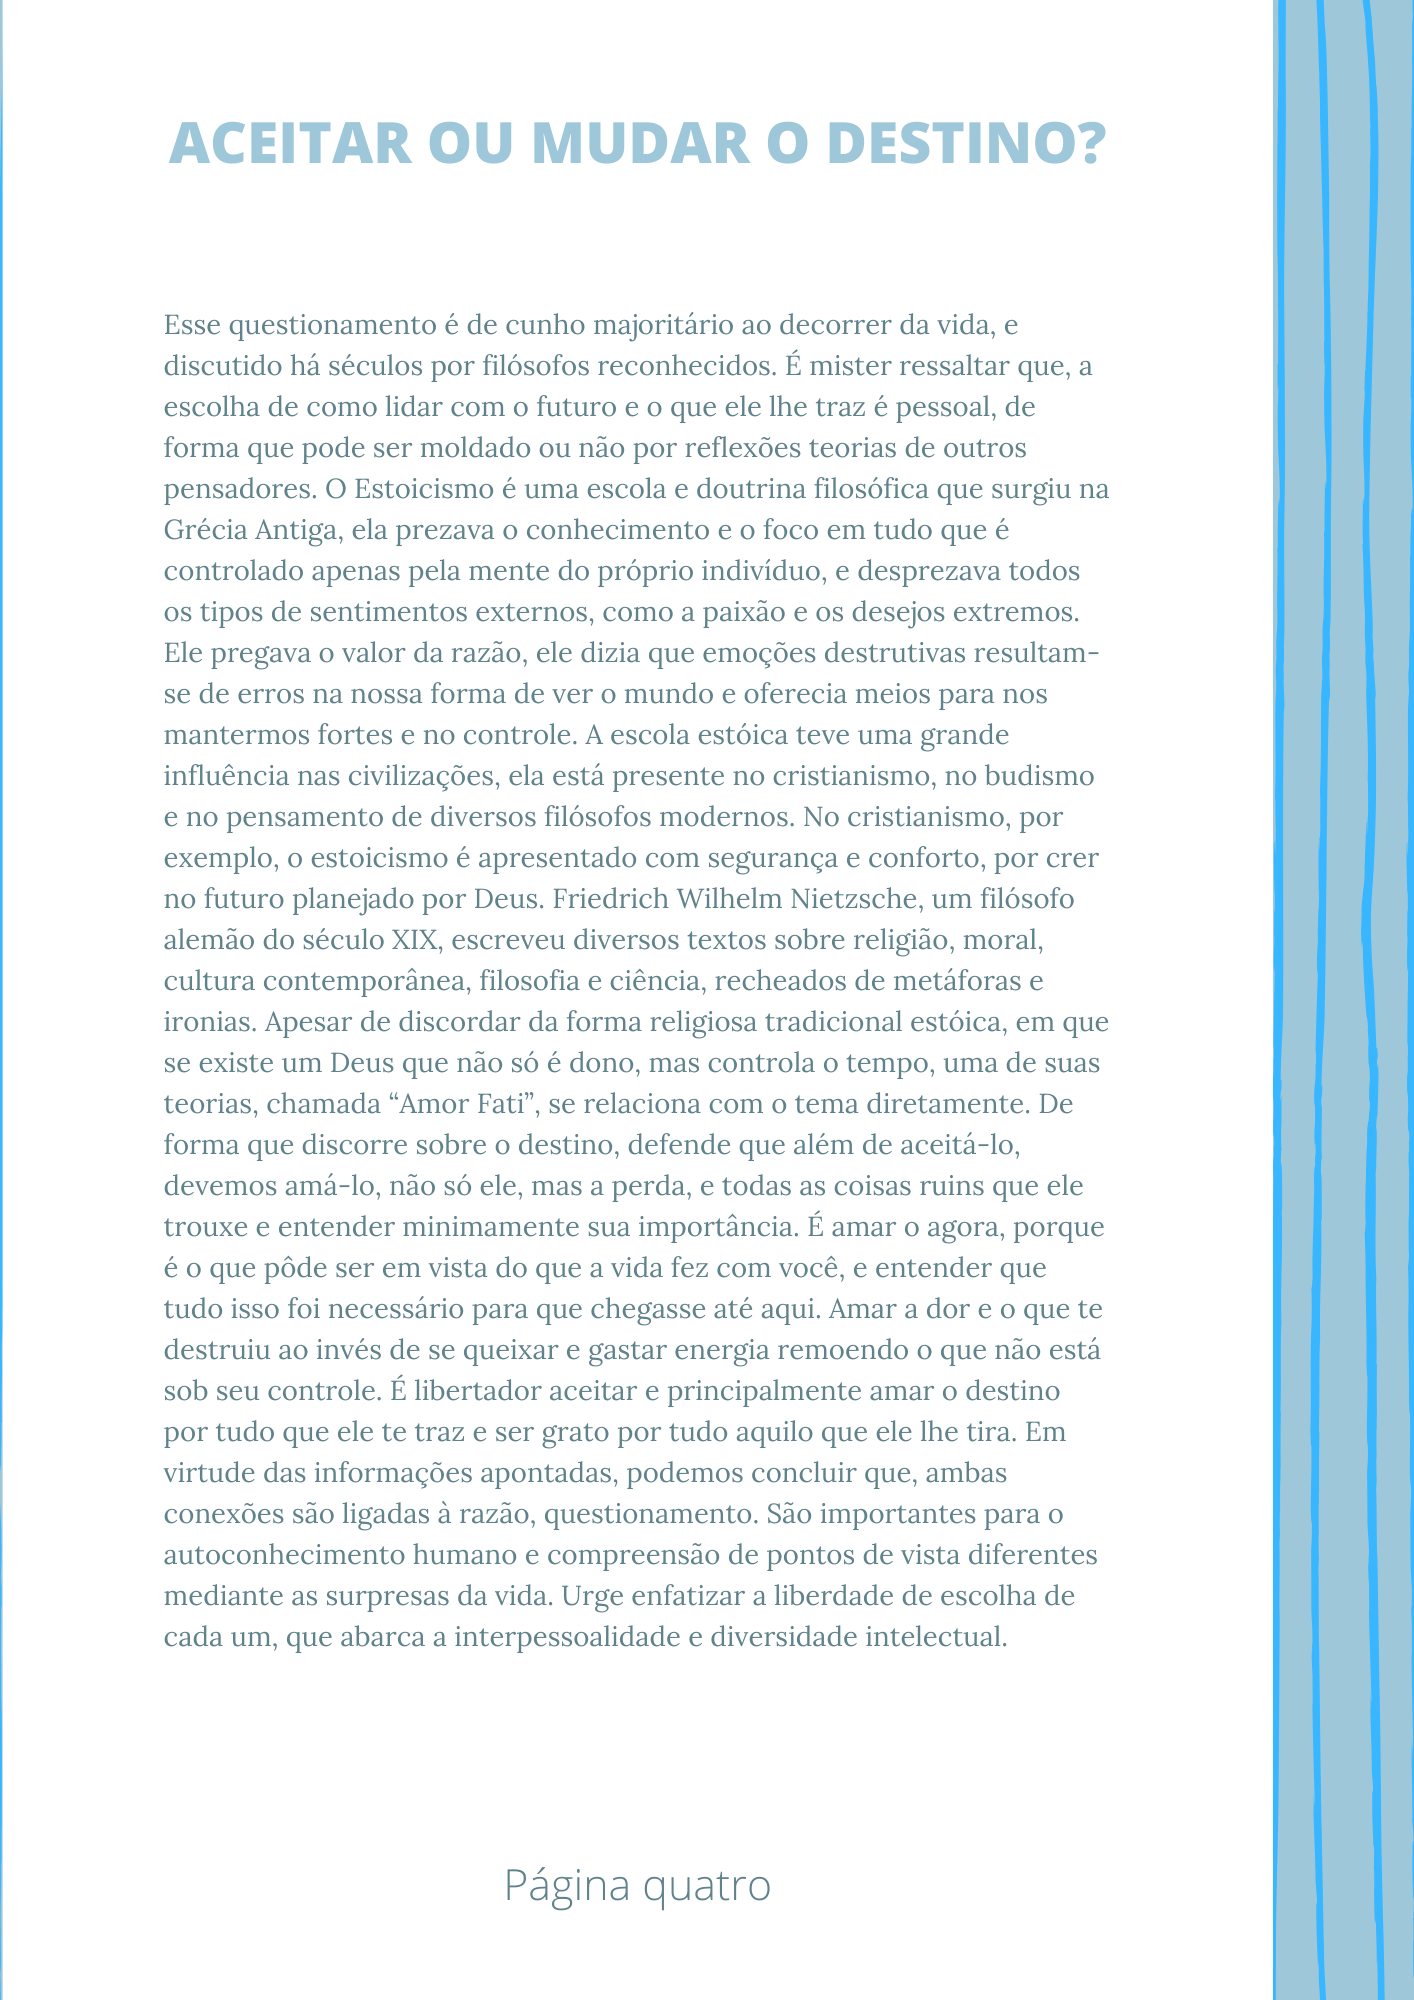 ACEITAR OU MUDAR O DESTINO?
Esse questionamento é de cunho majoritário ao decorrer da vida, e
discutido há séculos por filósofos reconhecidos. É mister ressaltar que, a
escolha de como lidar com o futuro e o que ele lhe traz é pessoal, de
forma que pode ser moldado ou não por reflexões teorias de outros
pensadores. O Estoicismo é uma escola e doutrina filosófica que surgiu na
Grécia Antiga, ela prezava o conhecimento e o foco em tudo que é
controlado apenas pela mente do próprio indivíduo, e desprezava todos
os tipos de sentimentos externos, como a paixão e os desejos extremos.
Ele pregava o valor da razão, ele dizia que emoções destrutivas resultam-
se de erros na nossa forma de ver o mundo e oferecia meios para nos
mantermos fortes e no controle. A escola estóica teve uma grande
influência nas civilizações, ela está presente no cristianismo, no budismo
e no pensamento de diversos filósofos modernos. No cristianismo, por
exemplo, o estoicismo é apresentado com segurança e conforto, por crer
no futuro planejado por Deus. Friedrich Wilhelm Nietzsche, um filósofo
alemão do século XIX, escreveu diversos textos sobre religião, moral,
cultura contemporânea, filosofia e ciência, recheados de metáforas e
ironias. Apesar de discordar da forma religiosa tradicional estóica, em que
se existe um Deus que não só é dono, mas controla o tempo, uma de suas
teorias, chamada “Amor Fati”, se relaciona com o tema diretamente. De
forma que discorre sobre o destino, defende que além de aceitá-lo,
devemos amá-lo, não só ele, mas a perda, e todas as coisas ruins que ele
trouxe e entender minimamente sua importância. É amar o agora, porque
é o que pôde ser em vista do que a vida fez com você, e entender que
tudo isso foi necessário para que chegasse até aqui. Amar a dor e o que te
destruiu ao invés de se queixar e gastar energia remoendo o que não está
sob seu controle. É libertador aceitar e principalmente amar o destino
por tudo que ele te traz e ser grato por tudo aquilo que ele lhe tira. Em
virtude das informações apontadas, podemos concluir que, ambas
conexões são ligadas à razão, questionamento. São importantes para o
autoconhecimento humano e compreensão de pontos de vista diferentes
mediante as surpresas da vida. Urge enfatizar a liberdade de escolha de
cada um, que abarca a interpessoalidade e diversidade intelectual.
Página quatro